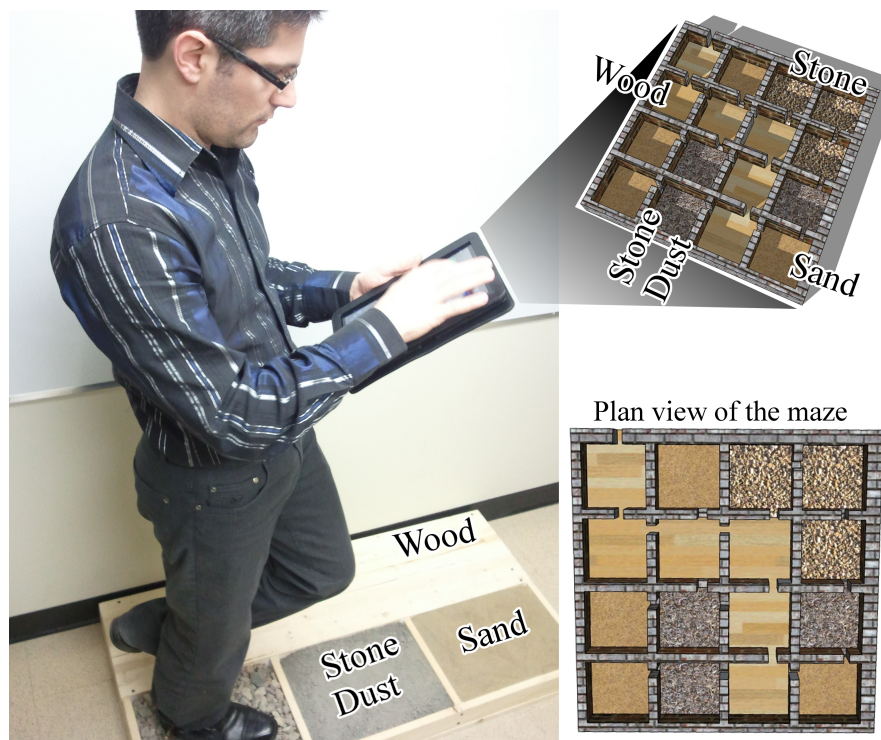 Wood
Stone
Stone
Dust
Sand
Plan view of the maze
Wood
Sand
Stone
Dust